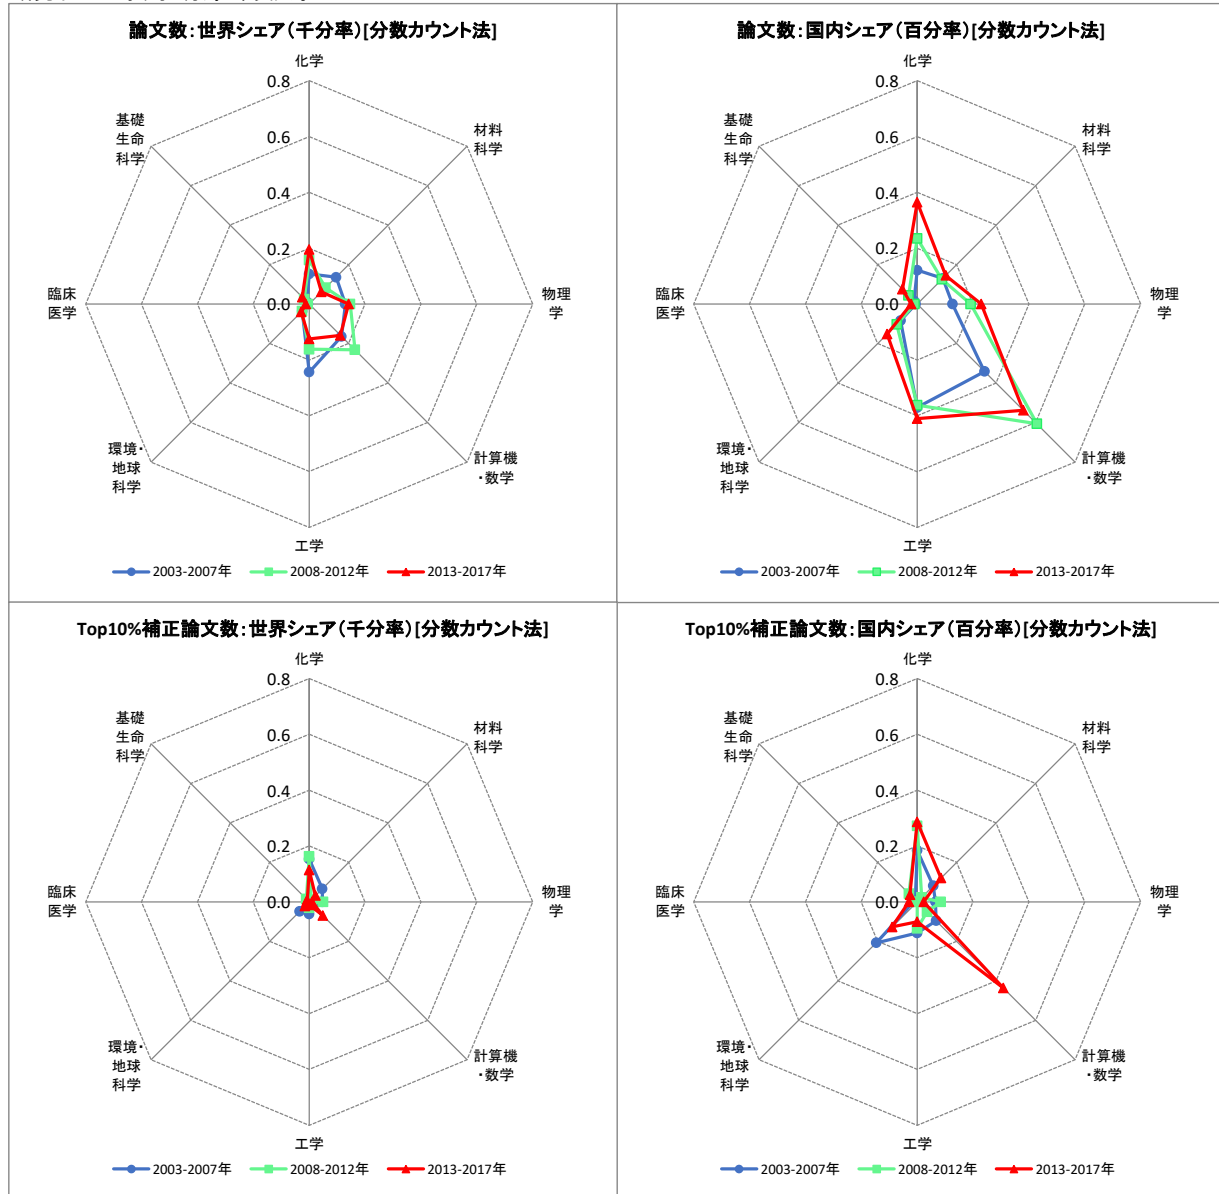 論文数：世界シェア（千分率）[分数カウント法]
化学
0.8
0.6
0.4
0.2
0.0
材料
科学
物理
学
計算機
・数学
工学
環境・
地球
科学
臨床
医学
基礎
生命
科学
2003-2007年
2008-2012年
2013-2017年
論文数：国内シェア（百分率）[分数カウント法]
化学
0.8
0.6
0.4
0.2
0.0
材料
科学
物理
学
計算機
・数学
工学
環境・
地球
科学
臨床
医学
基礎
生命
科学
2003-2007年
2008-2012年
2013-2017年
Top10%補正論文数：世界シェア（千分率）[分数カウント法]
化学
0.8
0.6
0.4
0.2
0.0
材料
科学
物理
学
計算機
・数学
工学
環境・
地球
科学
臨床
医学
基礎
生命
科学
2003-2007年
2008-2012年
2013-2017年
Top10%補正論文数：国内シェア（百分率）[分数カウント法]
化学
0.8
0.6
0.4
0.2
0.0
材料
科学
物理
学
計算機
・数学
工学
環境・
地球
科学
臨床
医学
基礎
生命
科学
2003-2007年
2008-2012年
2013-2017年